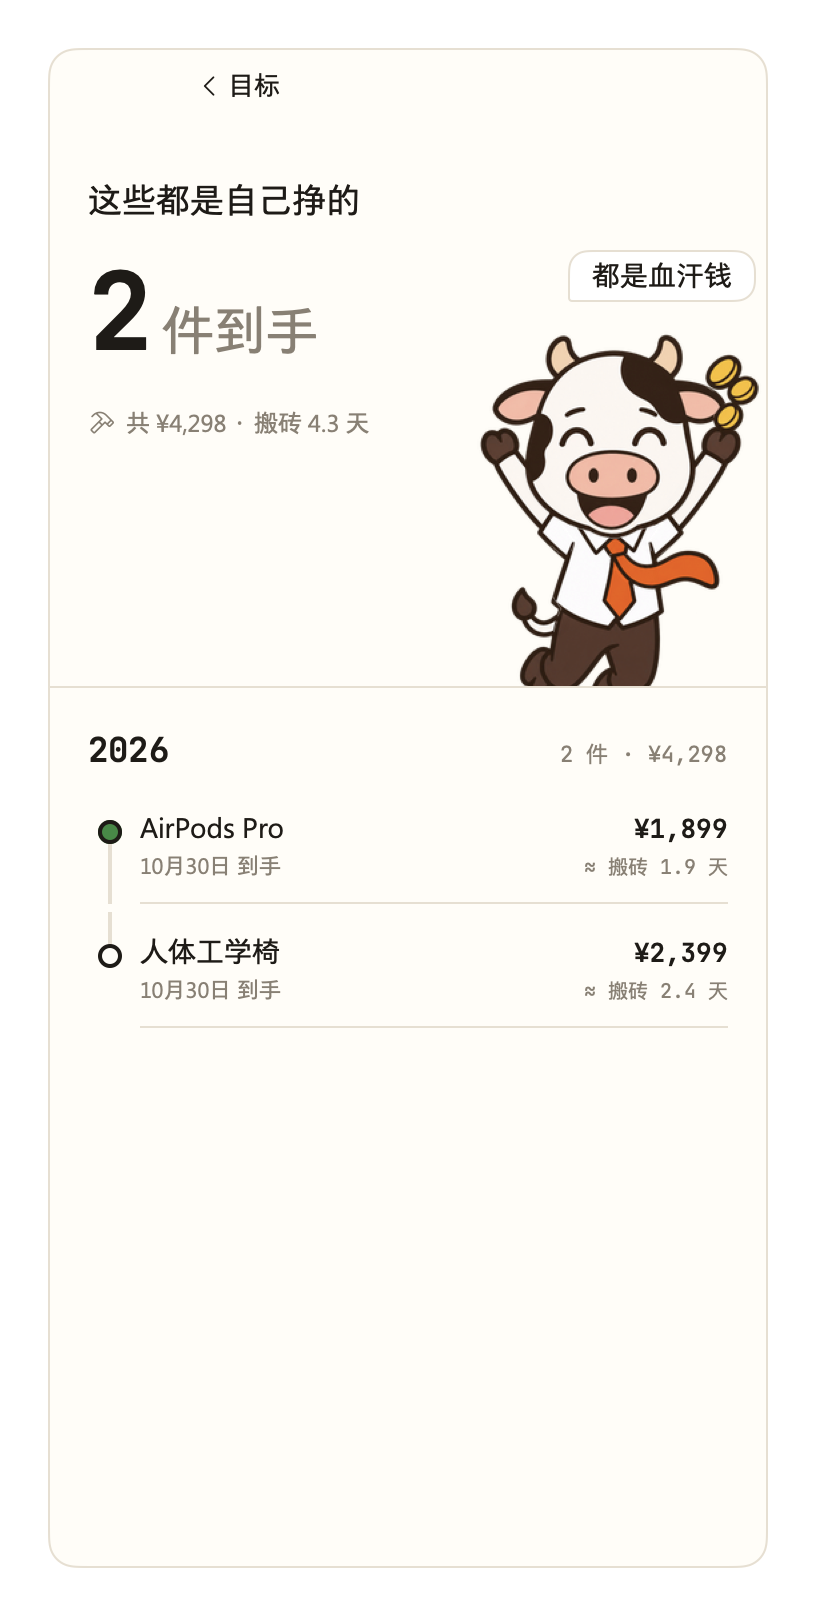 目标
这些都是自己挣的
都是血汗钱
2 件到手
共 ¥4,298 · 搬砖 4.3 天
2026
2 件 · ¥4,298
AirPods Pro
¥1,899
10月30日 到手
≈ 搬砖 1.9 天
人体工学椅
¥2,399
10月30日 到手
≈ 搬砖 2.4 天